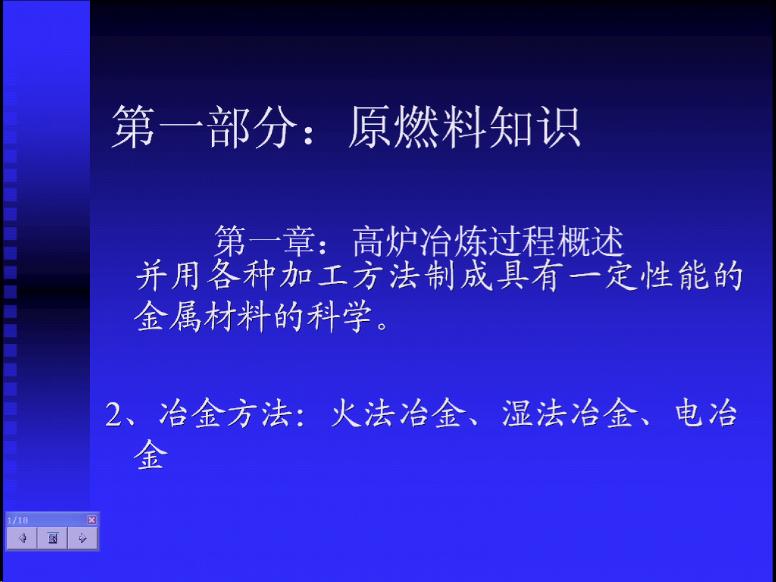 第一部分：原燃料知识
第一章：高炉冶炼过程概述
并用各种加工方法制成具有一定性能的
金属材料的科学。
2、冶金方法：火法冶金、湿法冶金、电冶
金
1/18